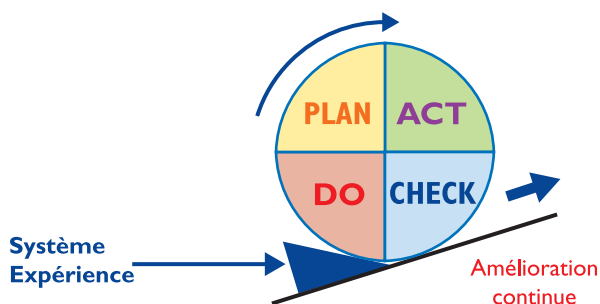 PLAN
ACT
DO
CHECK
Système
Expérience
Amélioration
continue